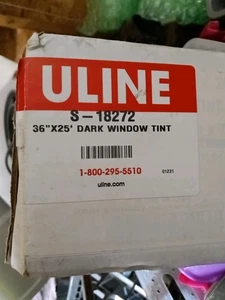 ULINE
S-18272
36"X25' DARK WINDOW TINT
1-800-295-5510
uline.com